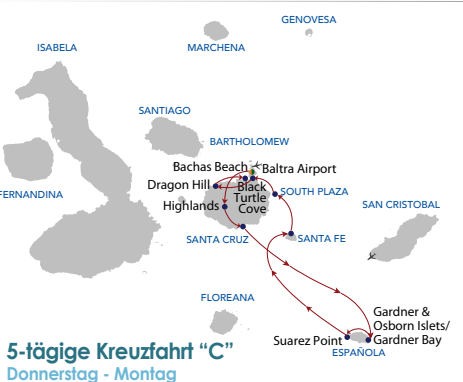 GENOVESA
ISABELA
MARCHENA
SANTIAGO
BARTHOLOMEW
Bachas Beach
Baltra Airport
Dragon Hill
Black
Turtle
Cove
SOUTH PLAZA
FERNANDINA
Highlands
SAN CRISTOBAL
SANTA CRUZ
SANTA FE
FLOREANA
Gardner &
Osborn Islets/
Gardner Bay
Suarez Point
ESPAÑOLA
5-tägige Kreuzfahrt “C”
Donnerstag - Montag